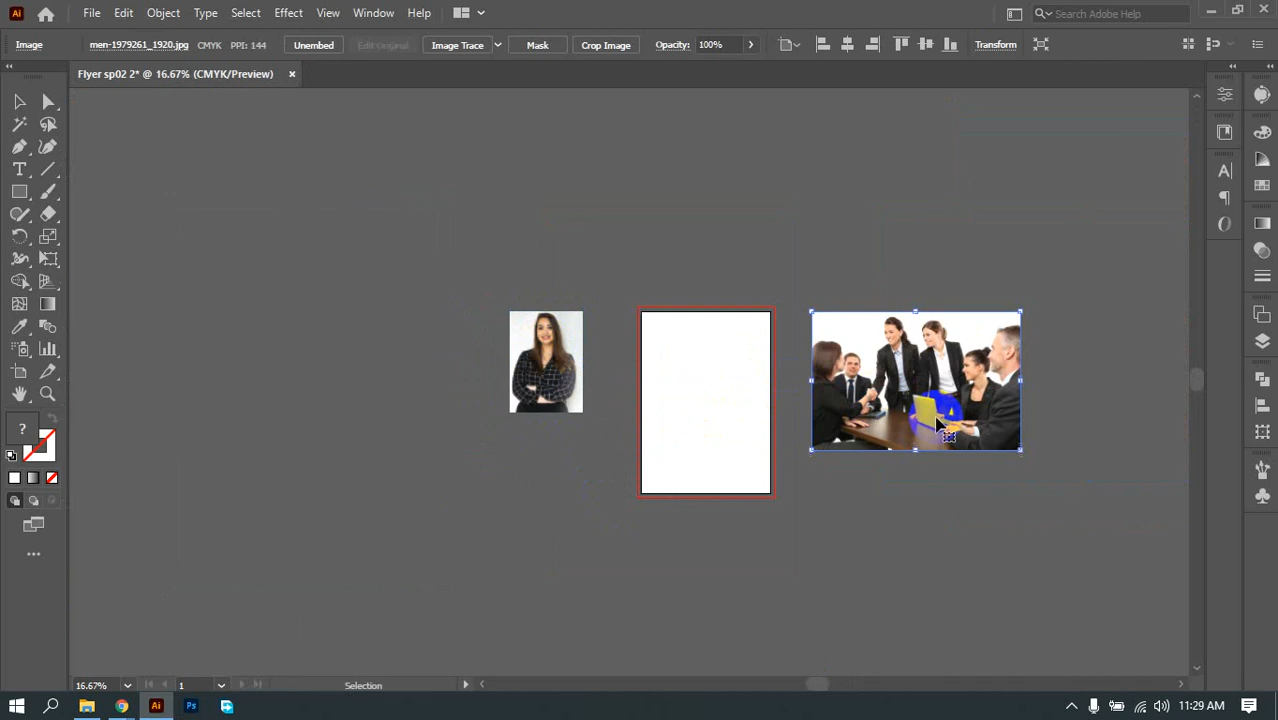 Ai File Edit Object Type Select Effect View Window Help Search Adobe Help
Image men-1979261_1920.jpg CMYK PPI: 144 Unembed Edit Original Image Trace Mask Crop Image Opacity: 100% Transform
Flyer sp02 2* @ 16.67% (CMYK/Preview)
T
A
?
16.67% 1 Selection
Ai Ps 11:29 AM